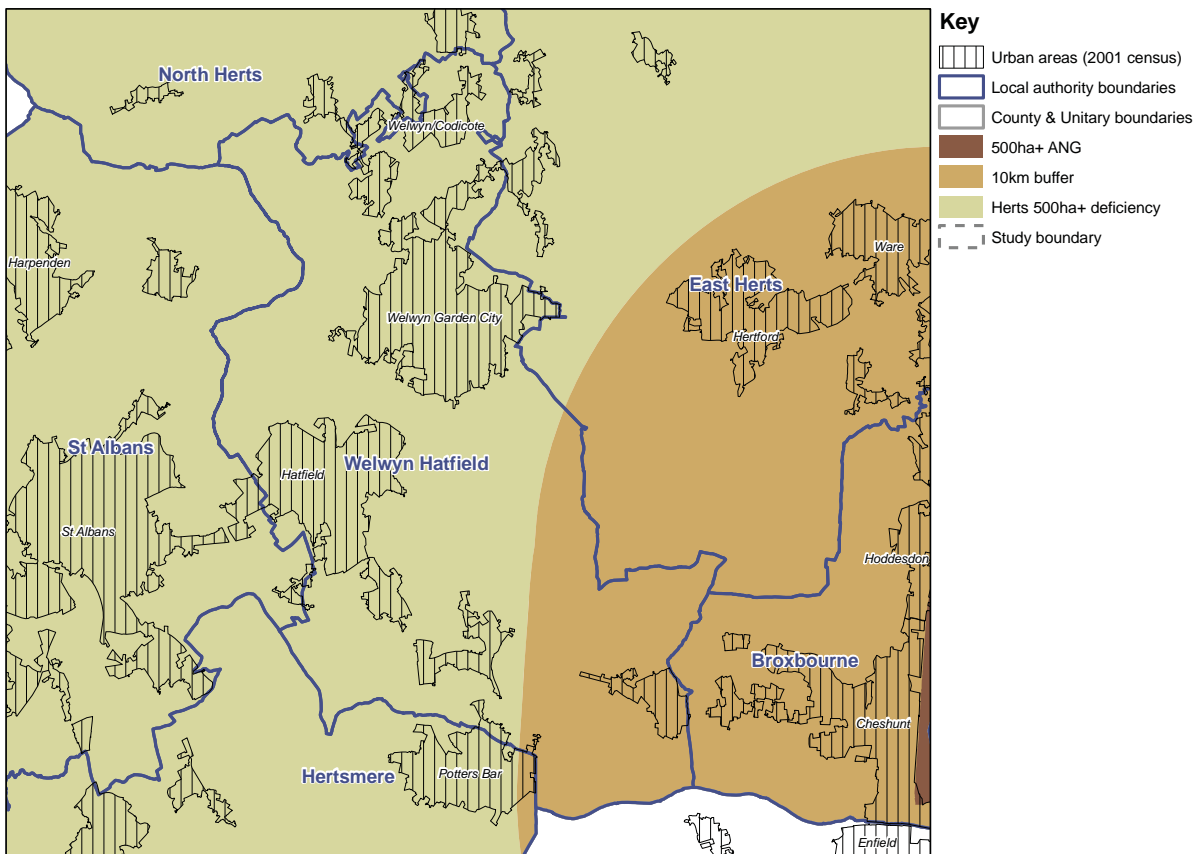 Key
Urban areas (2001 census)
Local authority boundaries
County & Unitary boundaries
500ha+ ANG
10km buffer
Herts 500ha+ deficiency
Study boundary
North Herts
Welwyn/Codicote
Harpenden
Ware
East Herts
Welwyn Garden City
Hertford
St Albans
Welwyn Hatfield
Hatfield
St Albans
Hoddesdon
Broxbourne
Cheshunt
Hertsmere
Potters Bar
Enfield